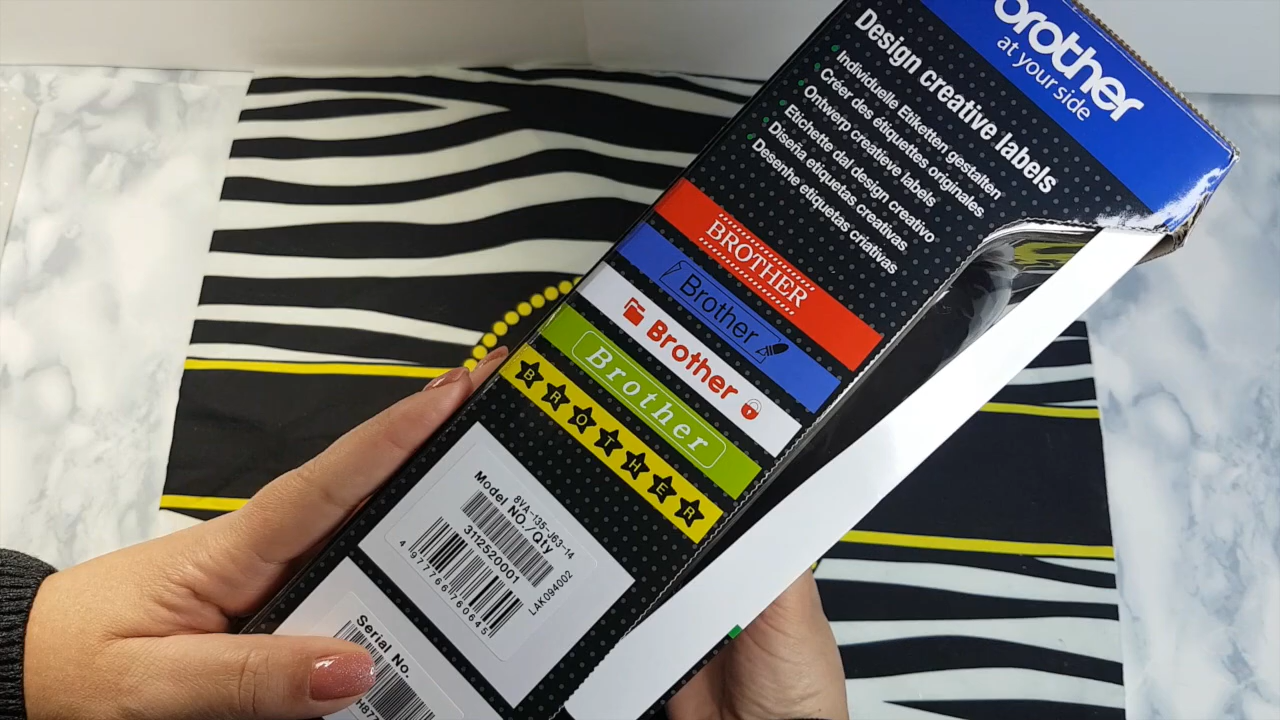 brother
at your side
Design creative labels
Individuelle Etiketten gestalten
Créer des étiquettes originales
Ontwerp creatieve labels
Etichette dal design creativo
Diseña etiquetas creativas
Desenhe etiquetas criativas
BROTHER
Brother
Brother
Brother
BROTHER
8VA-135-J63-14
Model NO./Qty
3112520001
LAK094002
4 977766 760645
Serial No.